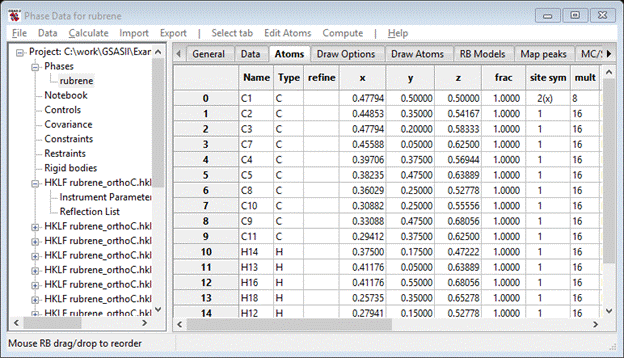 Phase Data for rubrene
File Data Calculate Import Export | Select tab Edit Atoms Compute | Help
Project: C:\work\GSASII\Exam
Phases
rubrene
Notebook
Controls
Covariance
Constraints
Restraints
Rigid bodies
HKLF rubrene_orthoC.hkl
Instrument Parameter
Reflection List
HKLF rubrene_orthoC.hkl
HKLF rubrene_orthoC.hkl
HKLF rubrene_orthoC.hkl
HKLF rubrene_orthoC.hkl
HKLF rubrene_orthoC.hkl
General Data Atoms Draw Options Draw Atoms RB Models Map peaks MC/S
Name Type refine x y z frac site sym mult
0 C1 C 0.47794 0.50000 0.50000 1.0000 2(x) 8
1 C2 C 0.44853 0.35000 0.54167 1.0000 1 16
2 C3 C 0.47794 0.20000 0.58333 1.0000 1 16
3 C7 C 0.45588 0.05000 0.62500 1.0000 1 16
4 C4 C 0.39706 0.37500 0.56944 1.0000 1 16
5 C5 C 0.38235 0.47500 0.63889 1.0000 1 16
6 C8 C 0.36029 0.25000 0.52778 1.0000 1 16
7 C10 C 0.30882 0.25000 0.55556 1.0000 1 16
8 C9 C 0.33088 0.47500 0.68056 1.0000 1 16
9 C11 C 0.29412 0.37500 0.62500 1.0000 1 16
10 H14 H 0.37500 0.17500 0.47222 1.0000 1 16
11 H13 H 0.41176 0.05000 0.63889 1.0000 1 16
12 H16 H 0.41176 0.55000 0.68056 1.0000 1 16
13 H18 H 0.25735 0.35000 0.65278 1.0000 1 16
14 H12 H 0.27941 0.15000 0.52778 1.0000 1 16
Mouse RB drag/drop to reorder